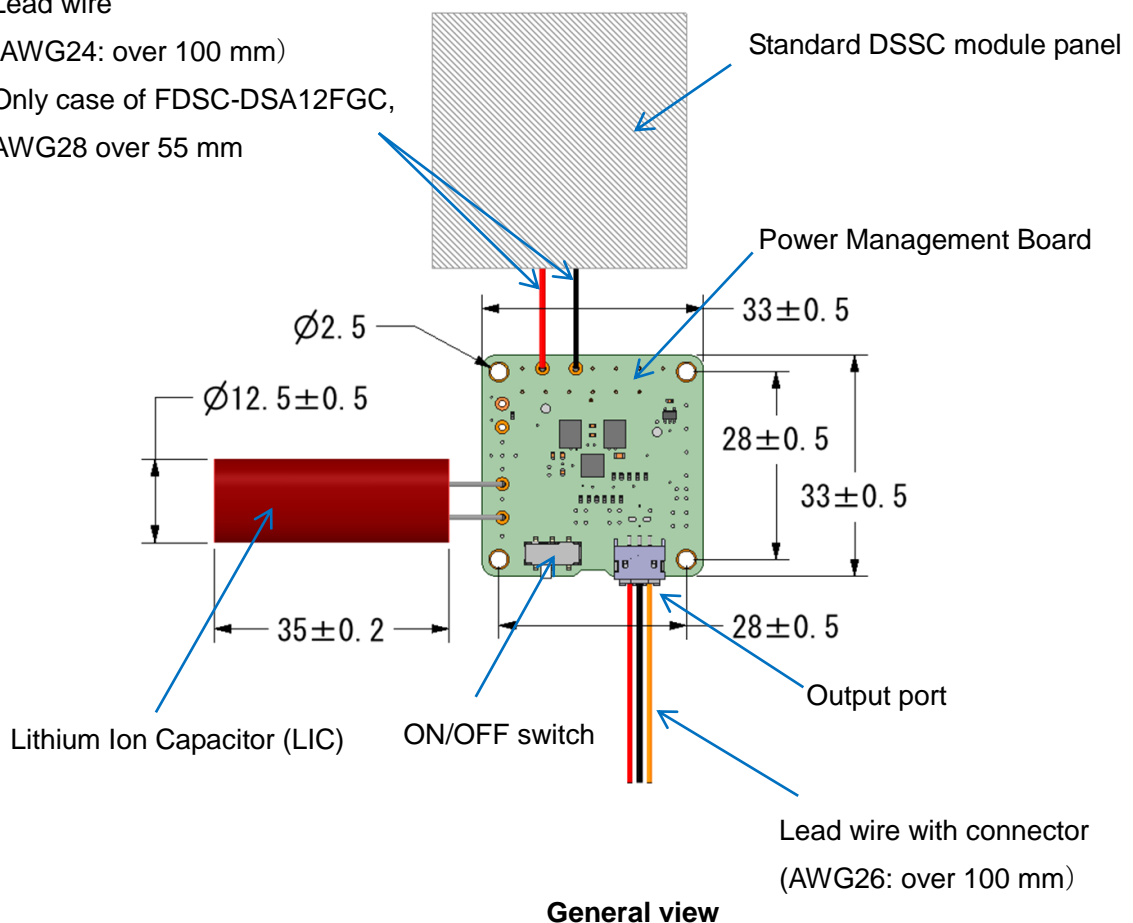 Lead wire
AWG24: over 100 mm）
Only case of FDSC-DSA12FGC,
AWG28 over 55 mm
Standard DSSC module panel
Power Management Board
33±0.5
Ø2.5
Ø12.5±0.5
28±0.5
33±0.5
35±0.2
28±0.5
Output port
Lithium Ion Capacitor (LIC)
ON/OFF switch
Lead wire with connector
(AWG26: over 100 mm）
General view